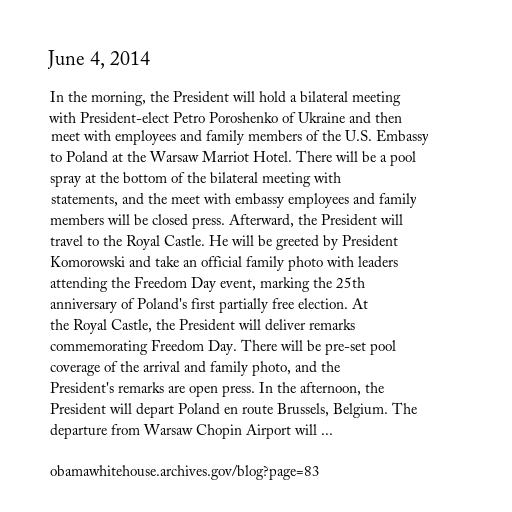 June 4, 2014
In the morning, the President will hold a bilateral meeting
with President-elect Petro Poroshenko of Ukraine and then
meet with employees and family members of the U.S. Embassy
to Poland at the Warsaw Marriot Hotel. There will be a pool
spray at the bottom of the bilateral meeting with
statements, and the meet with embassy employees and family
members will be closed press. Afterward, the President will
travel to the Royal Castle. He will be greeted by President
Komorowski and take an official family photo with leaders
attending the Freedom Day event, marking the 25th
anniversary of Poland's first partially free election. At
the Royal Castle, the President will deliver remarks
commemorating Freedom Day. There will be pre-set pool
coverage of the arrival and family photo, and the
President's remarks are open press. In the afternoon, the
President will depart Poland en route Brussels, Belgium. The
departure from Warsaw Chopin Airport will ...
obamawhitehouse.archives.gov/blog?page=83